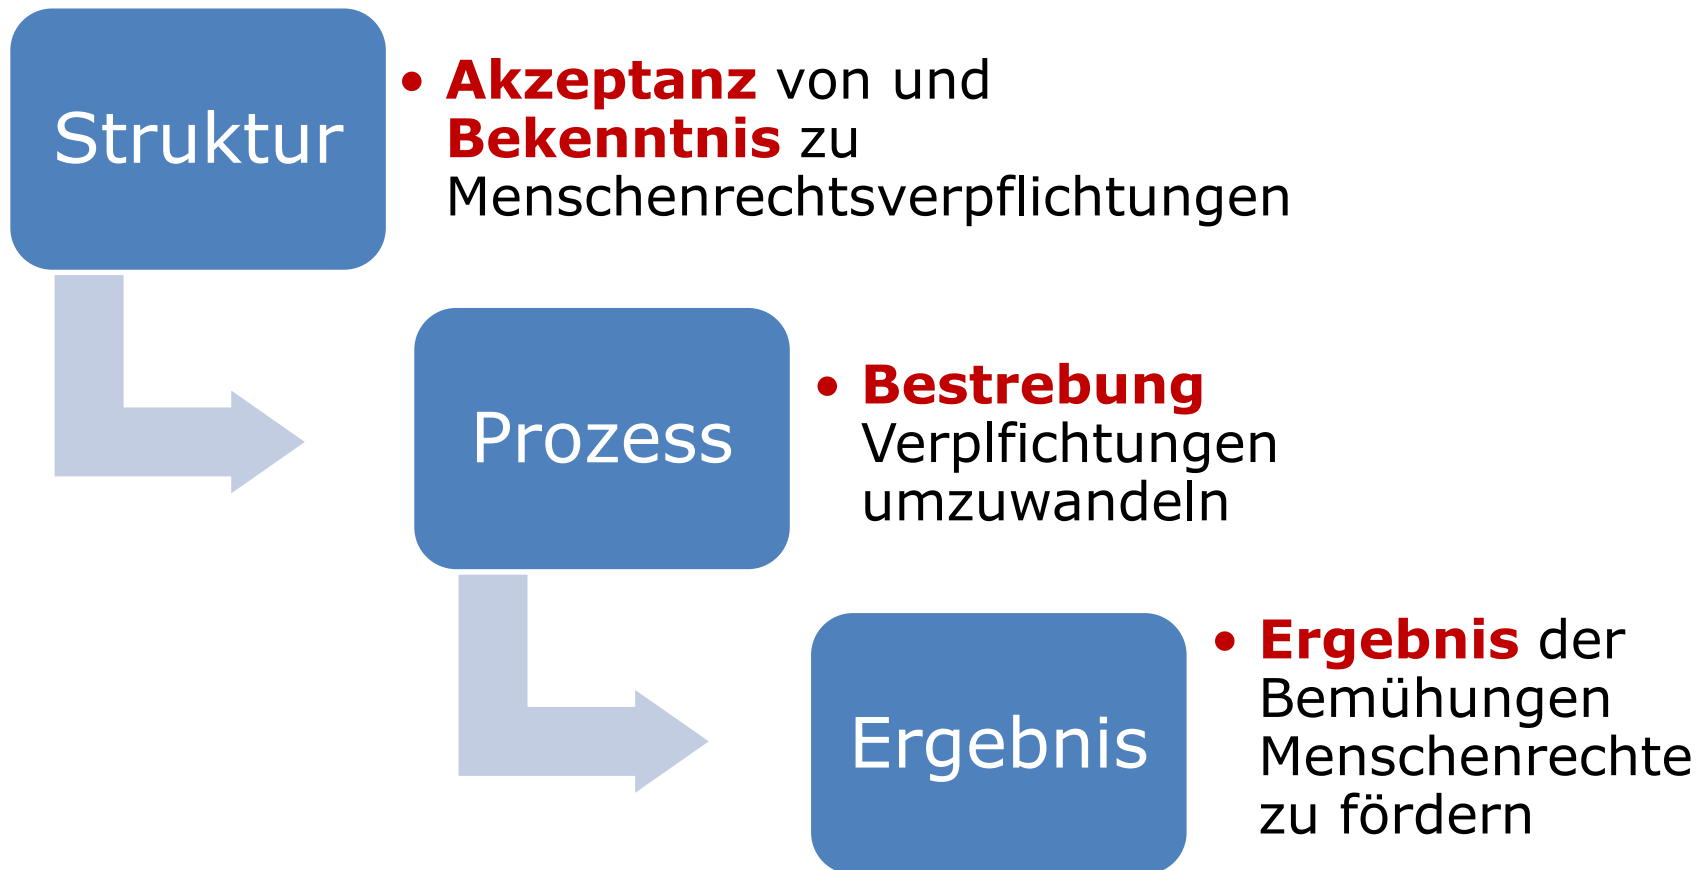 Struktur
• Akzeptanz von und
Bekenntnis zu
Menschenrechtsverpflichtungen
Prozess
• Bestrebung
Verplfichtungen
umzuwandeln
Ergebnis
• Ergebnis der
Bemühungen
Menschenrechte
zu fördern